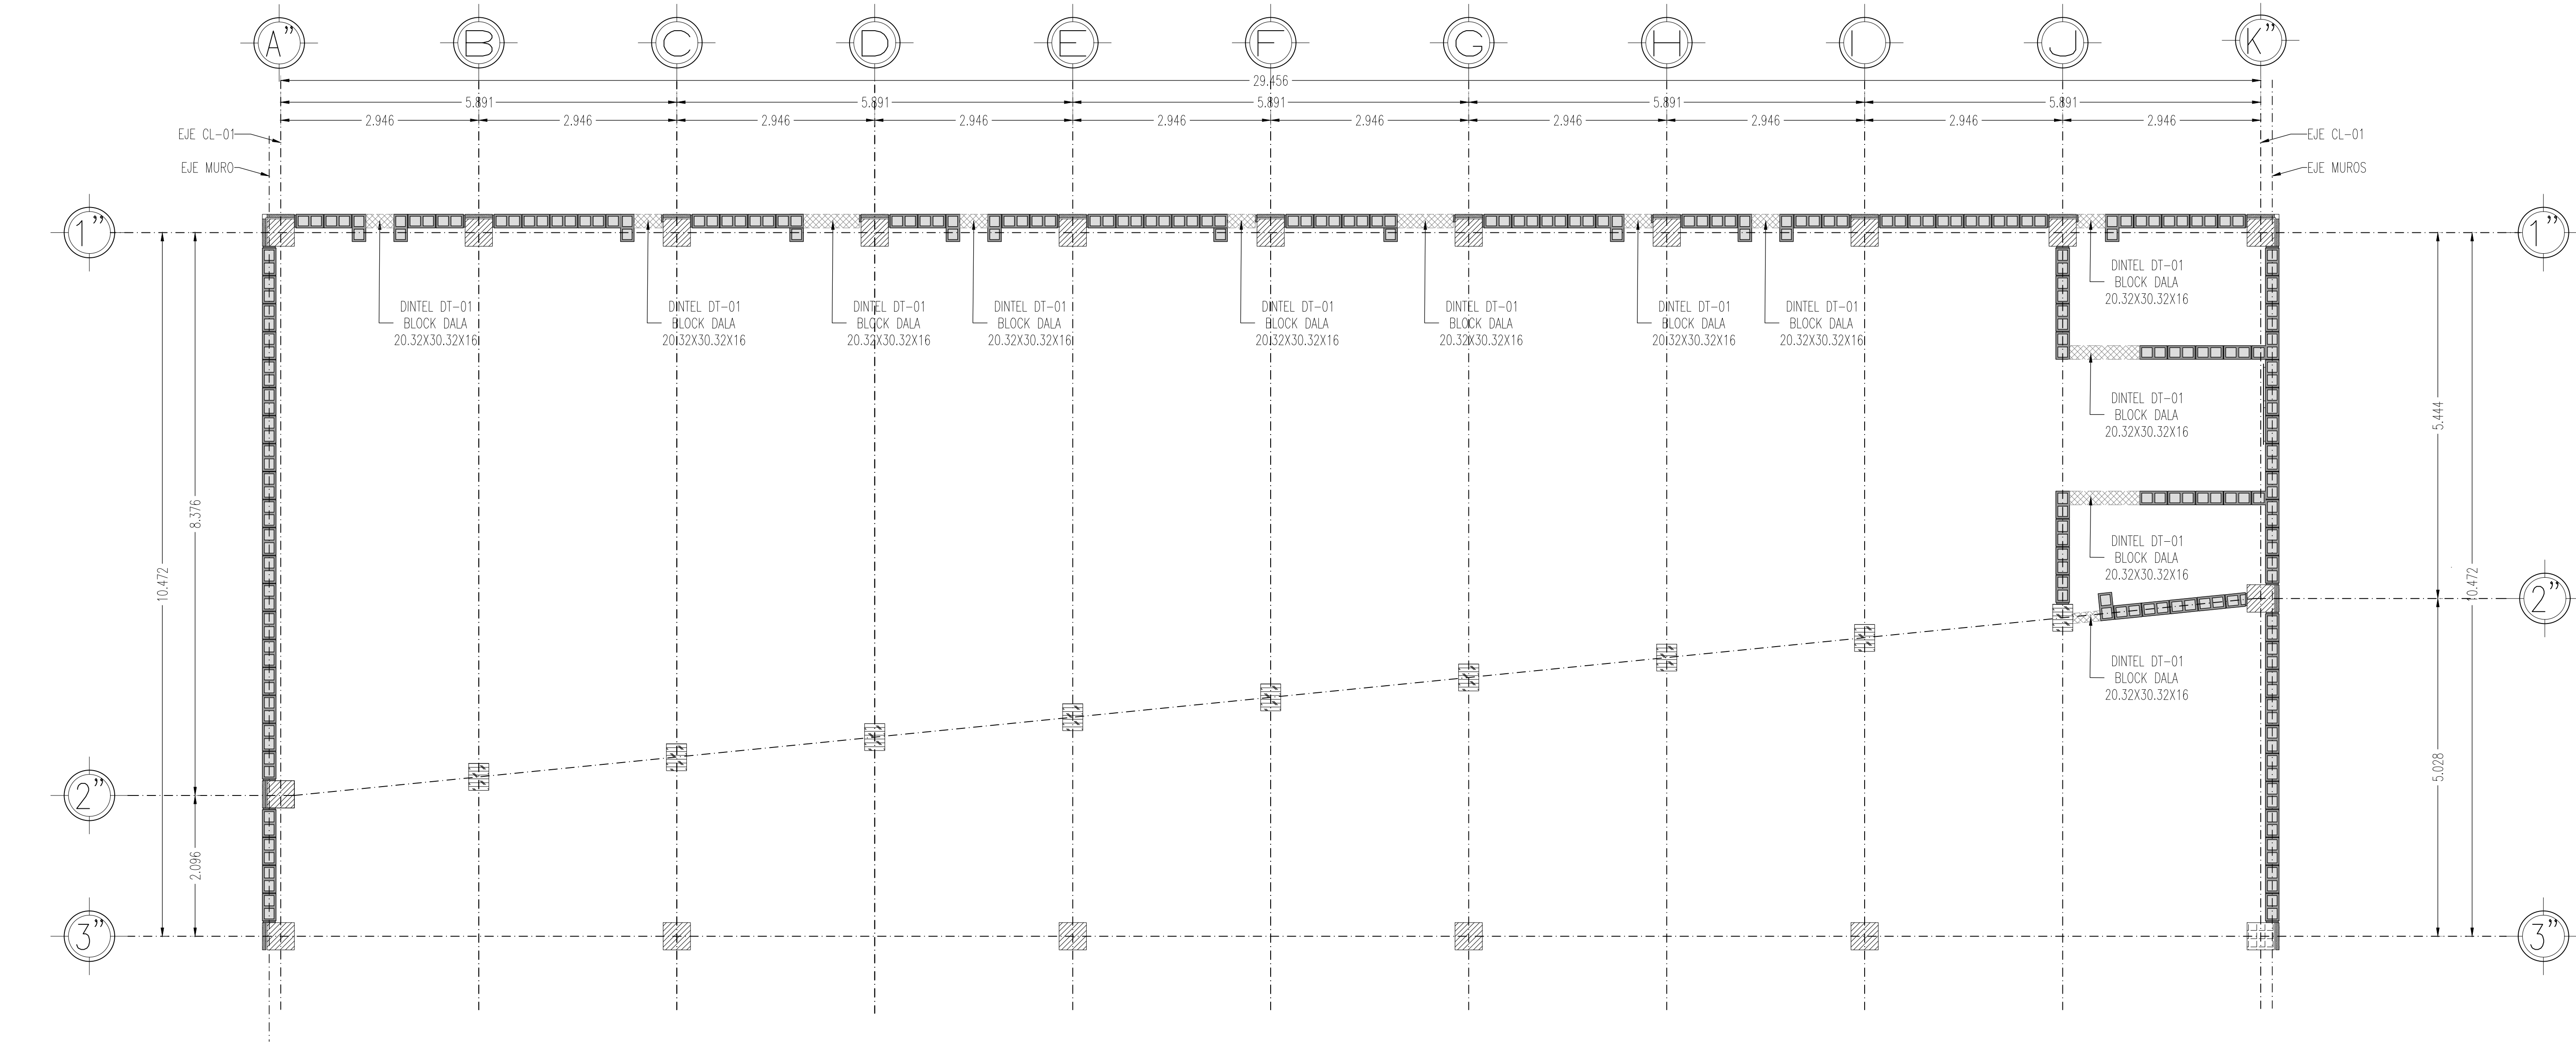 A" B C D E F G H I J K"
29.456
5.891 5.891 5.891 5.891 5.891
2.946 2.946 2.946 2.946 2.946 2.946 2.946 2.946 2.946 2.946
EJE CL-01 EJE CL-01
EJE MURO EJE MUROS
1" 1"
DINTEL DT-01
BLOCK DALA
20.32X30.32X16
DINTEL DT-01 DINTEL DT-01 DINTEL DT-01 DINTEL DT-01 DINTEL DT-01 DINTEL DT-01 DINTEL DT-01 DINTEL DT-01
BLOCK DALA BLOCK DALA BLOCK DALA BLOCK DALA BLOCK DALA BLOCK DALA BLOCK DALA BLOCK DALA
20.32X30.32X16 20.32X30.32X16 20.32X30.32X16 20.32X30.32X16 20.32X30.32X16 20.32X30.32X16 20.32X30.32X16 20.32X30.32X16
DINTEL DT-01
BLOCK DALA
20.32X30.32X16
5.444
8.376
DINTEL DT-01
BLOCK DALA
20.32X30.32X16
10.472 10.472
2"
DINTEL DT-01
BLOCK DALA
20.32X30.32X16
5.028
2"
2.096
3" 3"